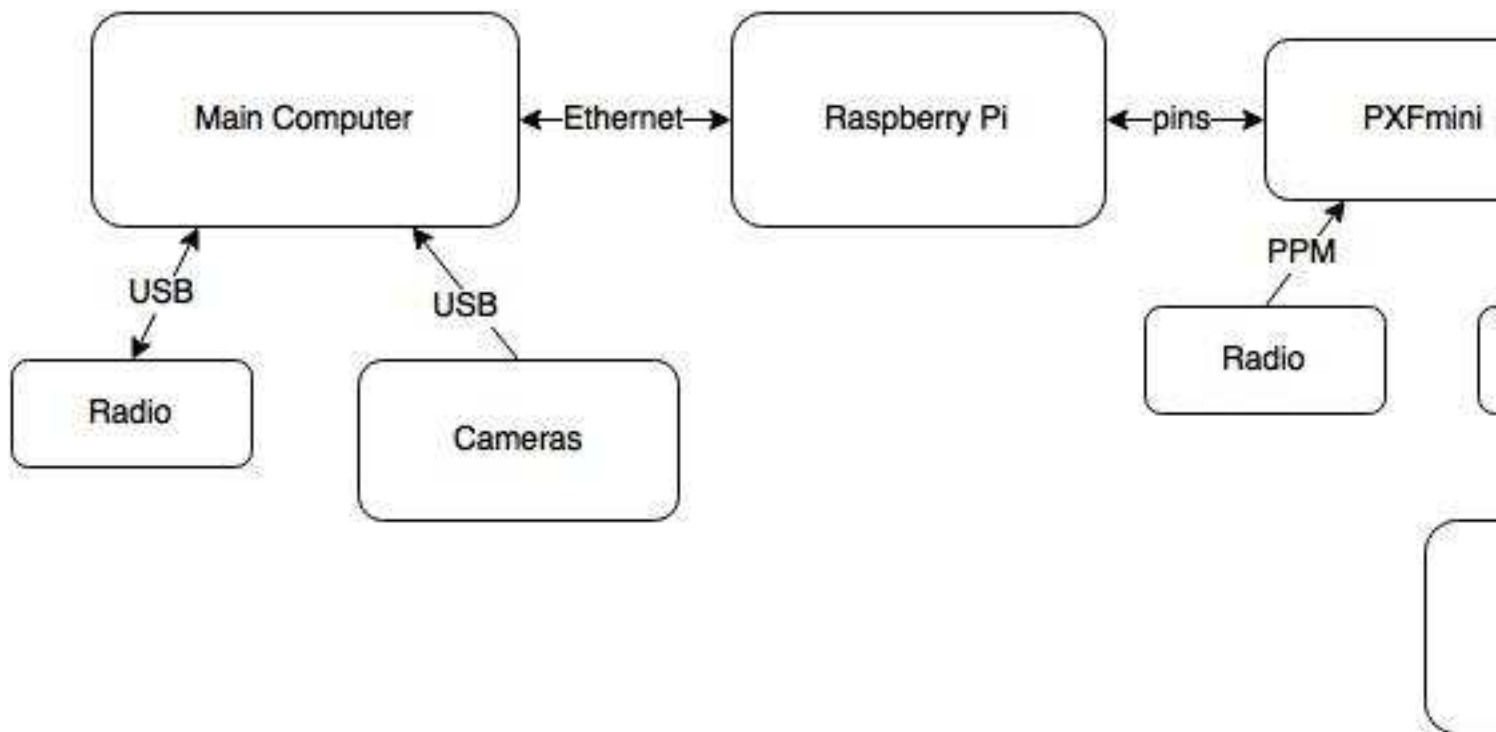 Main Computer
Ethernet
Raspberry Pi
pins
PXFmini
USB
USB
PPM
Radio
Cameras
Radio